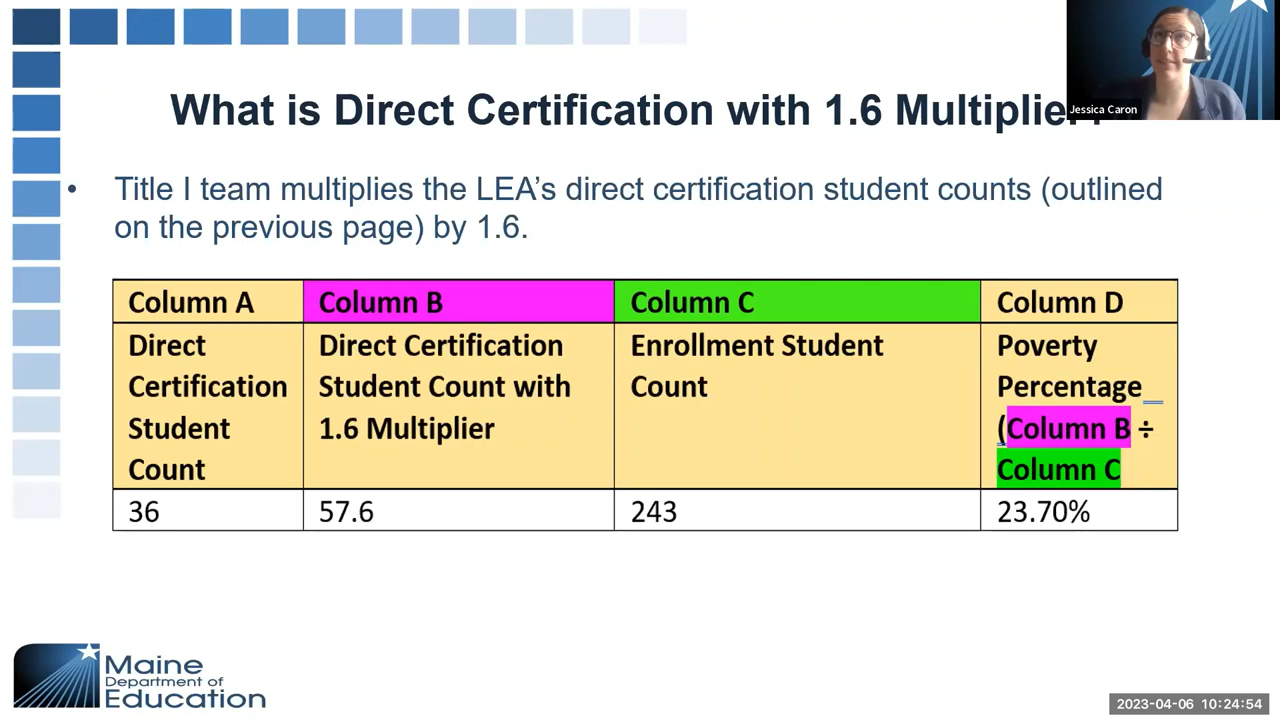 What is Direct Certification with 1.6 Multiplier?
Jessica Caron
• Title I team multiplies the LEA’s direct certification student counts (outlined
on the previous page) by 1.6.
Column A Column B Column C Column D
Direct Direct Certification Enrollment Student Poverty
Certification Student Count with Count Percentage
Student 1.6 Multiplier (Column B ÷
Count Column C
36 57.6 243 23.70%
Maine
Department of
Education
2023-04-06 10:24:54